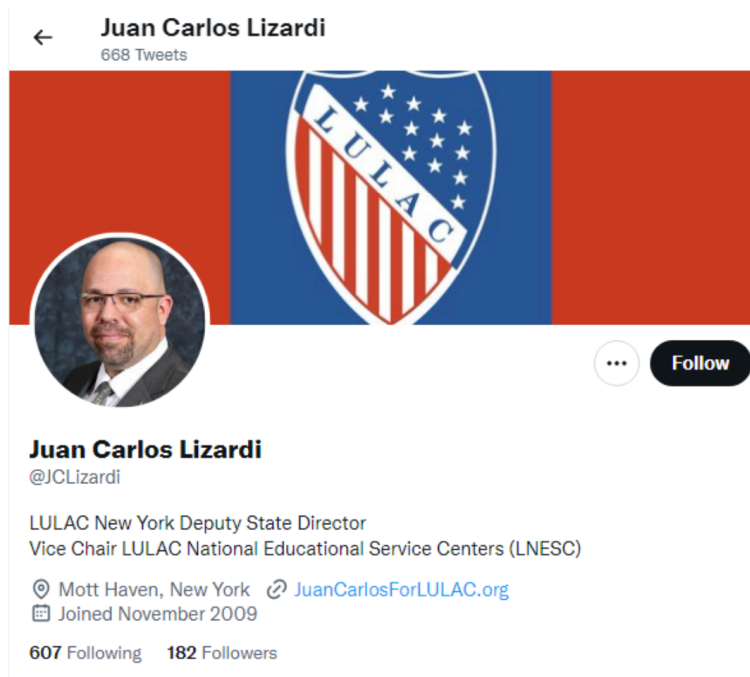 Juan Carlos Lizardi
668 Tweets
LULAC
Follow
Juan Carlos Lizardi
@JCLizardi
LULAC New York Deputy State Director
Vice Chair LULAC National Educational Service Centers (LNESC)
Mott Haven, New York JuanCarlosForLULAC.org
Joined November 2009
607 Following 182 Followers